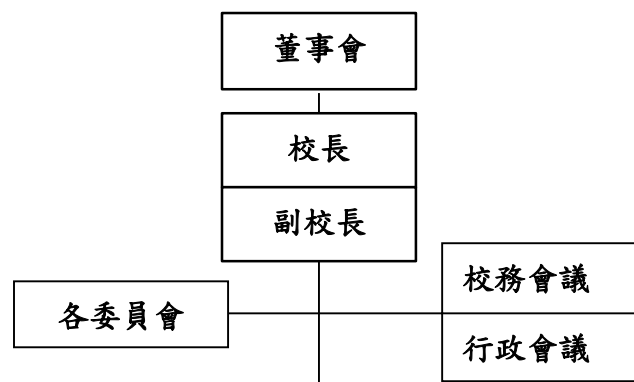 董事會
校長
副校長
校務會議
各委員會
行政會議